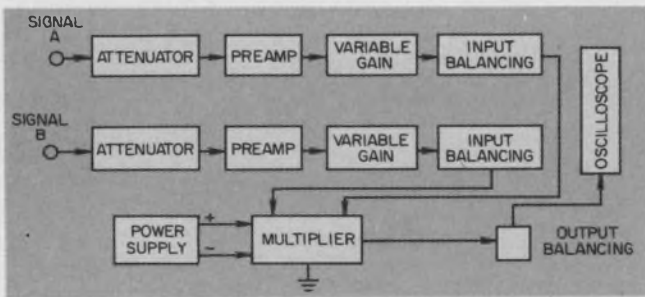 SIGNAL
A
ATTENUATOR
PREAMP
VARIABLE
GAIN
INPUT
BALANCING
OSCILLOSCOPE
SIGNAL
B
ATTENUATOR
PREAMP
VARIABLE
GAIN
INPUT
BALANCING
POWER
SUPPLY
+
−
MULTIPLIER
OUTPUT
BALANCING